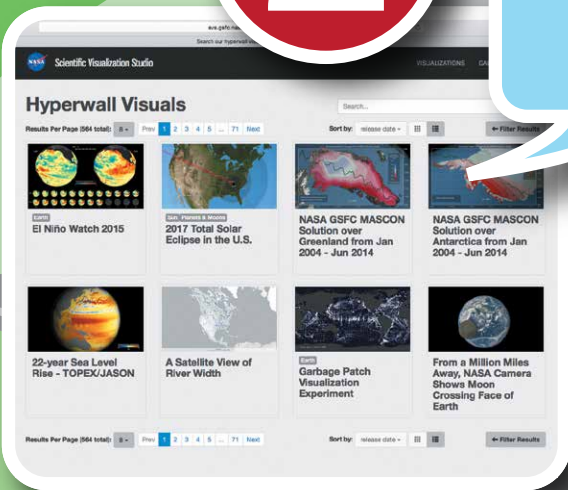 svs.gsfc.na
Search our hyperwall vis
NASA
Scientific Visualization Studio
VISUALIZATIONS
Hyperwall Visuals
Search...
Results Per Page (564 total): 8
Prev 1 2 3 4 5 ... 71 Next
Sort by: release date
Filter Results
Earth
El Niño Watch 2015
Sun Planets & Moons
2017 Total Solar
Eclipse in the U.S.
NASA GSFC MASCON
Solution over
Greenland from Jan
2004 - Jun 2014
NASA GSFC MASCON
Solution over
Antarctica from Jan
2004 - Jun 2014
22-year Sea Level
Rise - TOPEX/JASON
A Satellite View of
River Width
Earth
Garbage Patch
Visualization
Experiment
From a Million Miles
Away, NASA Camera
Shows Moon
Crossing Face of
Earth
Results Per Page (564 total): 8
Prev 1 2 3 4 5 ... 71 Next
Sort by: release date
Filter Results